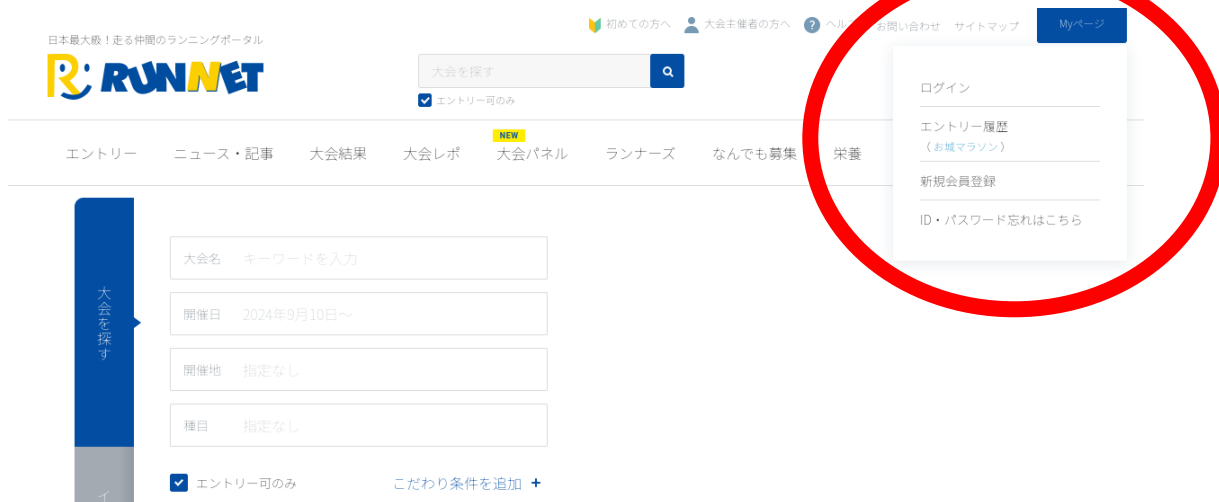 初めての方へ 大会主催者の方へ ? お問い合わせ サイトマップ Myページ
日本最大級！走る仲間のランニングポータル
RUNNET
大会を探す
エントリー可のみ
ログイン
エントリー履歴
（お城マラソン）
新規会員登録
ID・パスワード忘れはこちら
NEW
エントリー ニュース・記事 大会結果 大会レポ 大会パネル ランナーズ なんでも募集 栄養
大会を探す
大会名 キーワードを入力
開催日 2024年9月10日～
開催地 指定なし
種目 指定なし
エントリー可のみ こだわり条件を追加 +